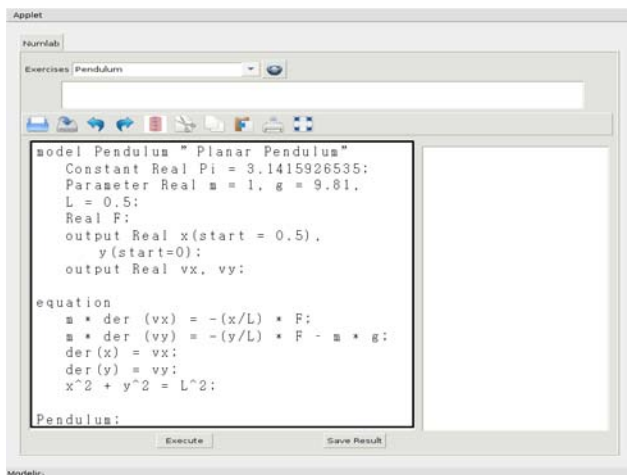 Applet
Numlab
Exercises Pendulum
model Pendulum " Planar Pendulum"
Constant Real Pi = 3.1415926535;
Parameter Real m = 1, g = 9.81,
L = 0.5;
Real F;
output Real x(start = 0.5),
y(start=0);
output Real vx, vy;
equation
m * der (vx) = -(x/L) * F;
m * der (vy) = -(y/L) * F - m * g;
der(x) = vx;
der(y) = vy;
x^2 + y^2 = L^2;
Pendulum;
Execute Save Result